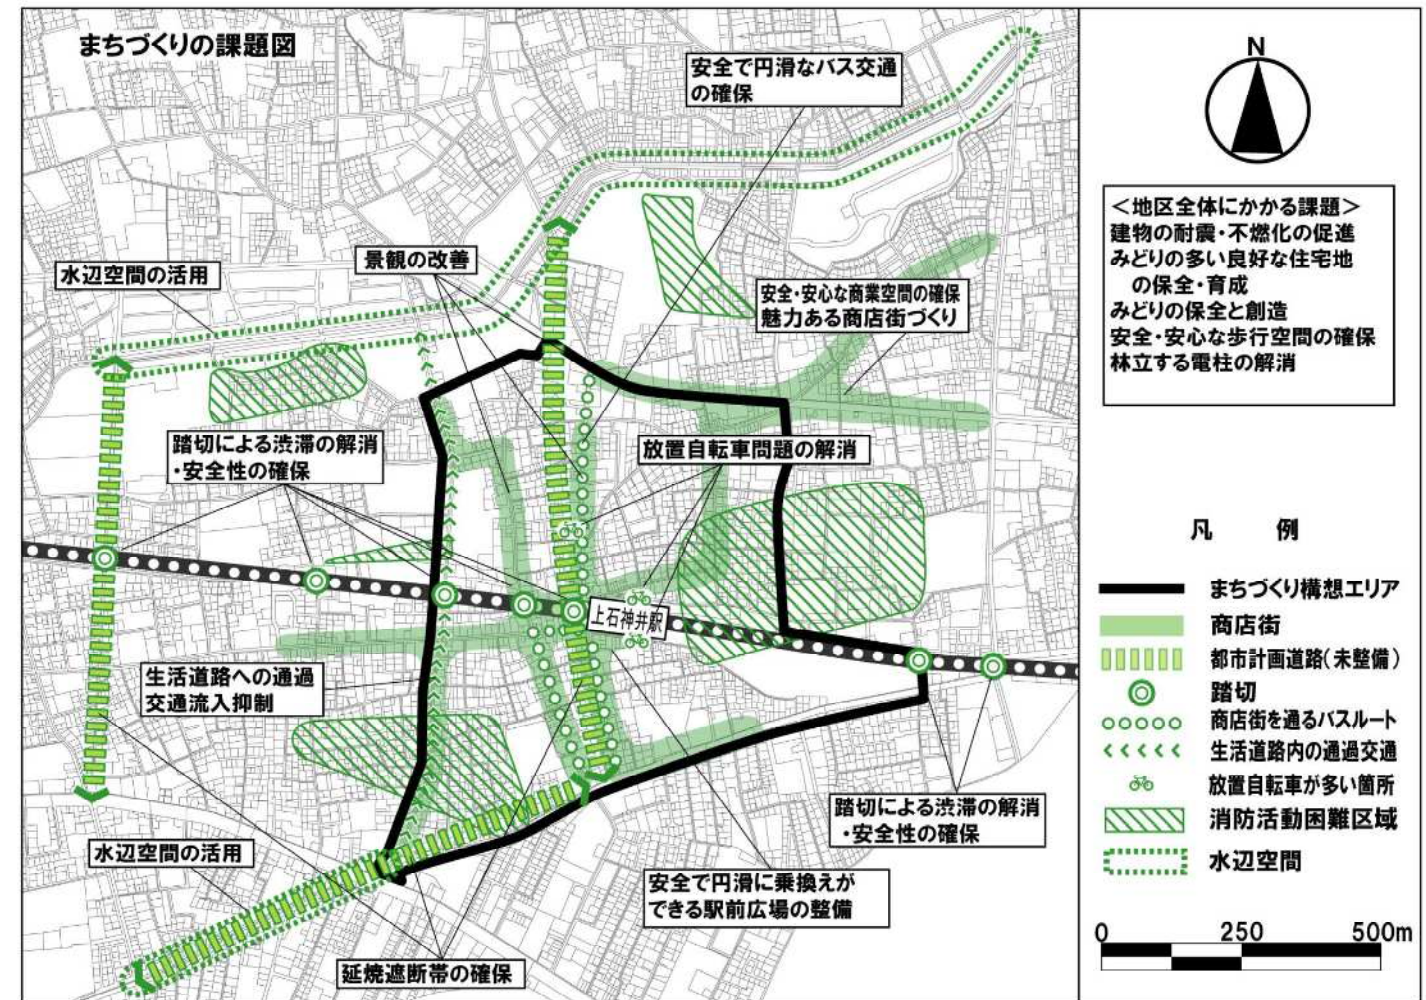 まちづくりの課題図
安全で円滑なバス交通
の確保
景観の改善
水辺空間の活用
安全・安心な商業空間の確保
魅力ある商店街づくり
踏切による渋滞の解消
・安全性の確保
放置自転車問題の解消
上石神井駅
生活道路への通過
交通流入抑制
踏切による渋滞の解消
・安全性の確保
水辺空間の活用
安全で円滑に乗換えが
できる駅前広場の整備
延焼遮断帯の確保
N
＜地区全体にかかる課題＞
建物の耐震・不燃化の促進
みどりの多い良好な住宅地
の保全・育成
みどりの保全と創造
安全・安心な歩行空間の確保
林立する電柱の解消
凡　例
まちづくり構想エリア
商店街
都市計画道路（未整備）
踏切
商店街を通るバスルート
生活道路内の通過交通
放置自転車が多い箇所
消防活動困難区域
水辺空間
0 250 500m